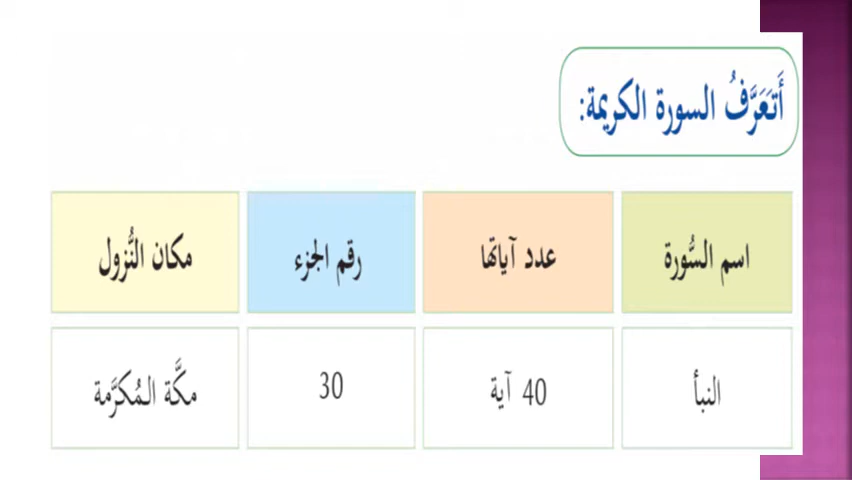 أَتَعَرَّفُ السورة الكريمة:
اسم السُّورة عدد آياتها رقم الجزء مكان النُّزول
النبأ 40 آية 30 مكَّة المُكرَّمة